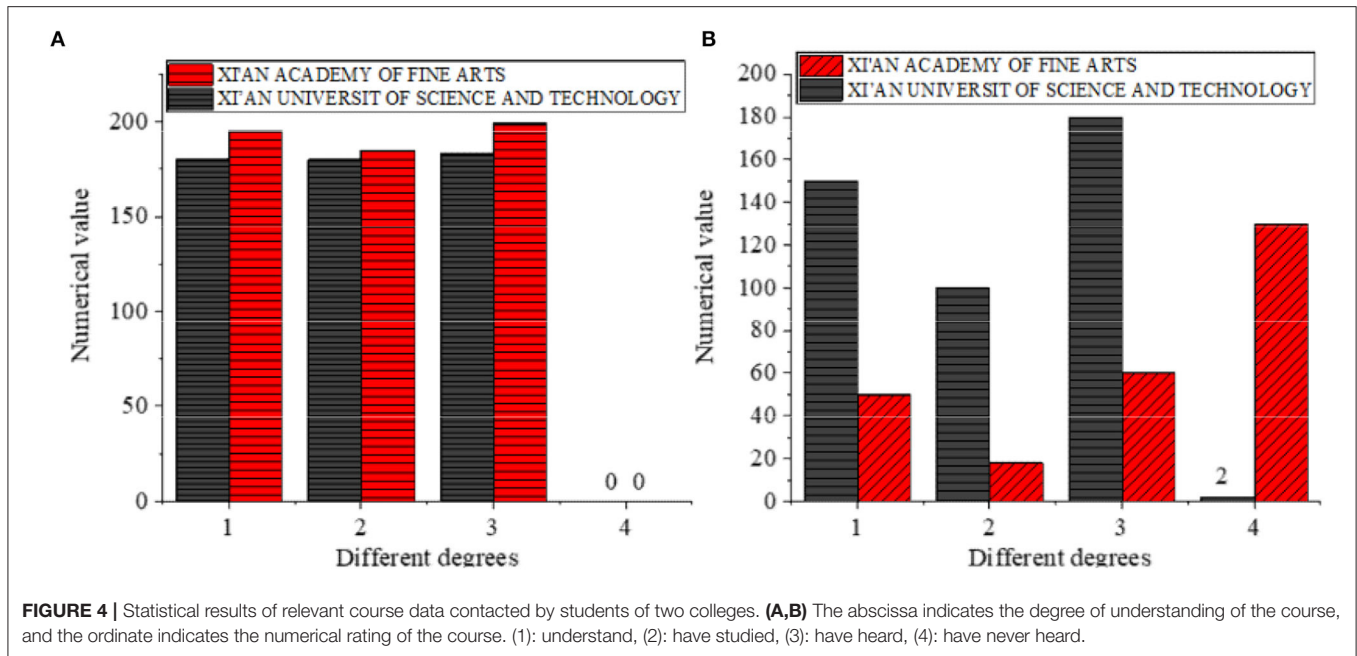 A
XI'AN ACADEMY OF FINE ARTS
XI'AN UNIVERSIT OF SCIENCE AND TECHNOLOGY
200
150
100
50
0
Numerical value
0 0
1 2 3 4
Different degrees
B
200
XI'AN ACADEMY OF FINE ARTS
XI'AN UNIVERSIT OF SCIENCE AND TECHNOLOGY
180
160
140
120
100
80
60
40
20
0
Numerical value
2
1 2 3 4
Different degrees
FIGURE 4 | Statistical results of relevant course data contacted by students of two colleges. (A,B) The abscissa indicates the degree of understanding of the course,
and the ordinate indicates the numerical rating of the course. (1): understand, (2): have studied, (3): have heard, (4): have never heard.